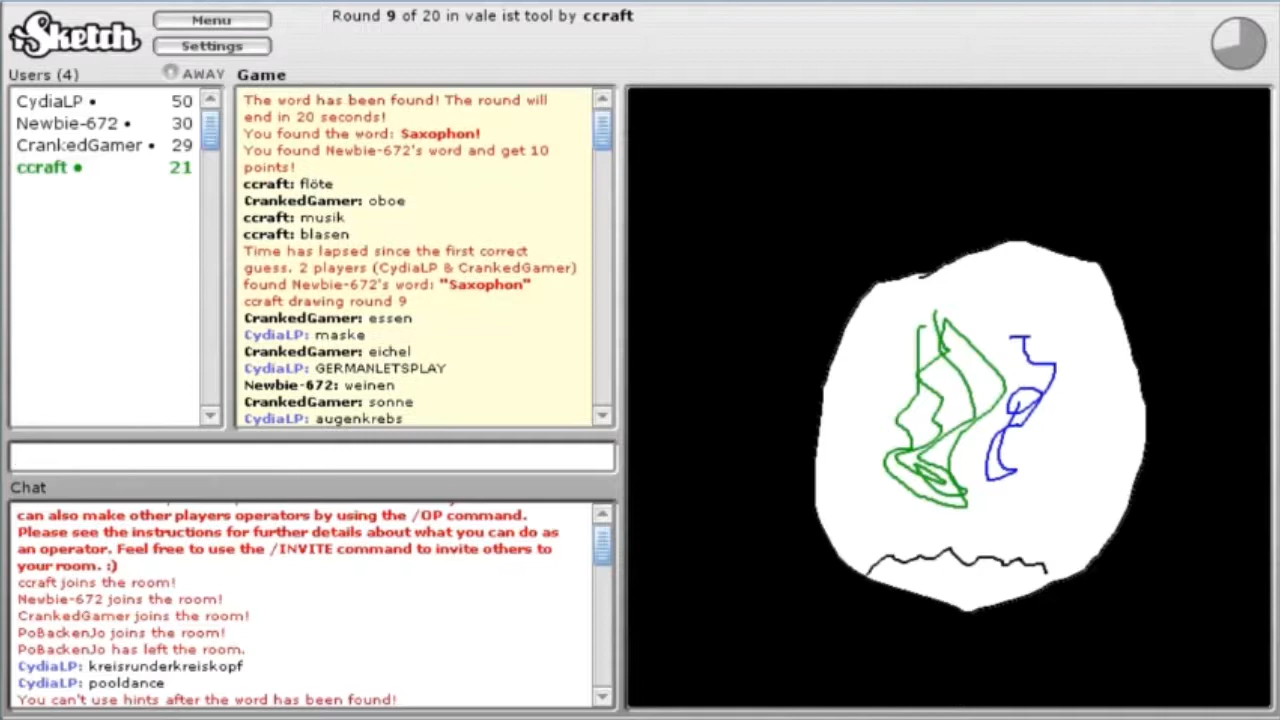 iSketch
Menu
Settings
Round 9 of 20 in vale ist tool by ccraft
Users (4)
AWAY
CydiaLP • 50
Newbie-672 • 30
CrankedGamer • 29
ccraft • 21
Game
The word has been found! The round will
end in 20 seconds!
You found the word: Saxophon!
You found Newbie-672's word and get 10
points!
ccraft: flöte
CrankedGamer: oboe
ccraft: musik
ccraft: blasen
Time has lapsed since the first correct
guess. 2 players (CydiaLP & CrankedGamer)
found Newbie-672's word: "Saxophon"
ccraft drawing round 9
CrankedGamer: essen
CydiaLP: maske
CrankedGamer: eichel
CydiaLP: GERMANLETSPLAY
Newbie-672: weinen
CrankedGamer: sonne
CydiaLP: augenkrebs
Chat
can also make other players operators by using the /OP command.
Please see the instructions for further details about what you can do as
an operator. Feel free to use the /INVITE command to invite others to
your room. :)
ccraft joins the room!
Newbie-672 joins the room!
CrankedGamer joins the room!
PoBackenJo joins the room!
PoBackenJo has left the room.
CydiaLP: kreisrunderkreiskopf
CydiaLP: pooldance
You can't use hints after the word has been found!